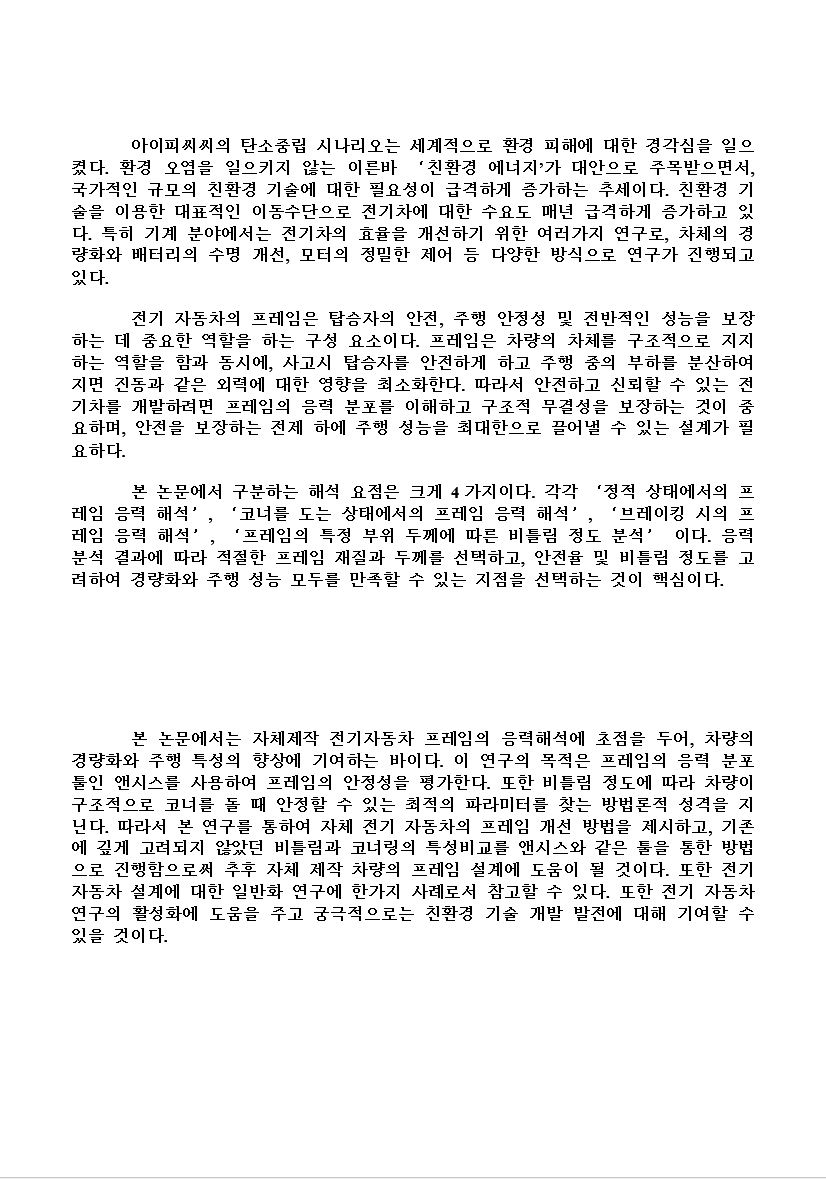 아이피씨씨의 탄소중립 시나리오는 세계적으로 환경 피해에 대한 경각심을 일으
켰다. 환경 오염을 일으키지 않는 이른바 ‘친환경 에너지’가 대안으로 주목받으면서,
국가적인 규모의 친환경 기술에 대한 필요성이 급격하게 증가하는 추세이다. 친환경 기
술을 이용한 대표적인 이동수단으로 전기차에 대한 수요도 매년 급격하게 증가하고 있
다. 특히 기계 분야에서는 전기차의 효율을 개선하기 위한 여러가지 연구로, 차체의 경
량화와 배터리의 수명 개선, 모터의 정밀한 제어 등 다양한 방식으로 연구가 진행되고
있다.
전기 자동차의 프레임은 탑승자의 안전, 주행 안정성 및 전반적인 성능을 보장
하는 데 중요한 역할을 하는 구성 요소이다. 프레임은 차량의 차체를 구조적으로 지지
하는 역할을 함과 동시에, 사고시 탑승자를 안전하게 하고 주행 중의 부하를 분산하여
지면 진동과 같은 외력에 대한 영향을 최소화한다. 따라서 안전하고 신뢰할 수 있는 전
기차를 개발하려면 프레임의 응력 분포를 이해하고 구조적 무결성을 보장하는 것이 중
요하며, 안전을 보장하는 전제 하에 주행 성능을 최대한으로 끌어낼 수 있는 설계가 필
요하다.
본 논문에서 구분하는 해석 요점은 크게 4가지이다. 각각 ‘정적 상태에서의 프
레임 응력 해석’, ‘코너를 도는 상태에서의 프레임 응력 해석’, ‘브레이킹 시의 프
레임 응력 해석’, ‘프레임의 특정 부위 두께에 따른 비틀림 정도 분석’ 이다. 응력
분석 결과에 따라 적절한 프레임 재질과 두께를 선택하고, 안전율 및 비틀림 정도를 고
려하여 경량화와 주행 성능 모두를 만족할 수 있는 지점을 선택하는 것이 핵심이다.
본 논문에서는 자체제작 전기자동차 프레임의 응력해석에 초점을 두어, 차량의
경량화와 주행 특성의 향상에 기여하는 바이다. 이 연구의 목적은 프레임의 응력 분포
툴인 앤시스를 사용하여 프레임의 안정성을 평가한다. 또한 비틀림 정도에 따라 차량이
구조적으로 코너를 돌 때 안정할 수 있는 최적의 파라미터를 찾는 방법론적 성격을 지
닌다. 따라서 본 연구를 통하여 자체 전기 자동차의 프레임 개선 방법을 제시하고, 기존
에 깊게 고려되지 않았던 비틀림과 코너링의 특성비교를 앤시스와 같은 툴을 통한 방법
으로 진행함으로써 추후 자체 제작 차량의 프레임 설계에 도움이 될 것이다. 또한 전기
자동차 설계에 대한 일반화 연구에 한가지 사례로서 참고할 수 있다. 또한 전기 자동차
연구의 활성화에 도움을 주고 궁극적으로는 친환경 기술 개발 발전에 대해 기여할 수
있을 것이다.